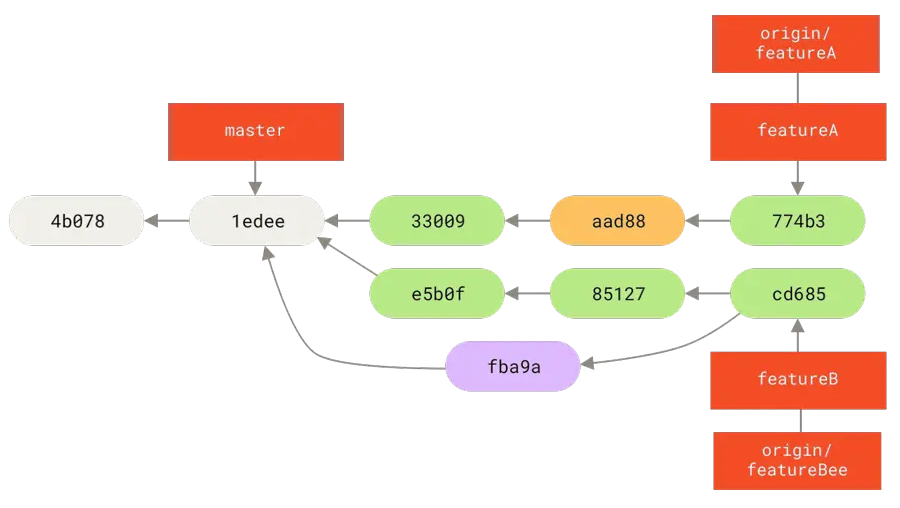 origin/
featureA
master
featureA
4b078
1edee
33009
aad88
774b3
e5b0f
85127
cd685
fba9a
featureB
origin/
featureBee